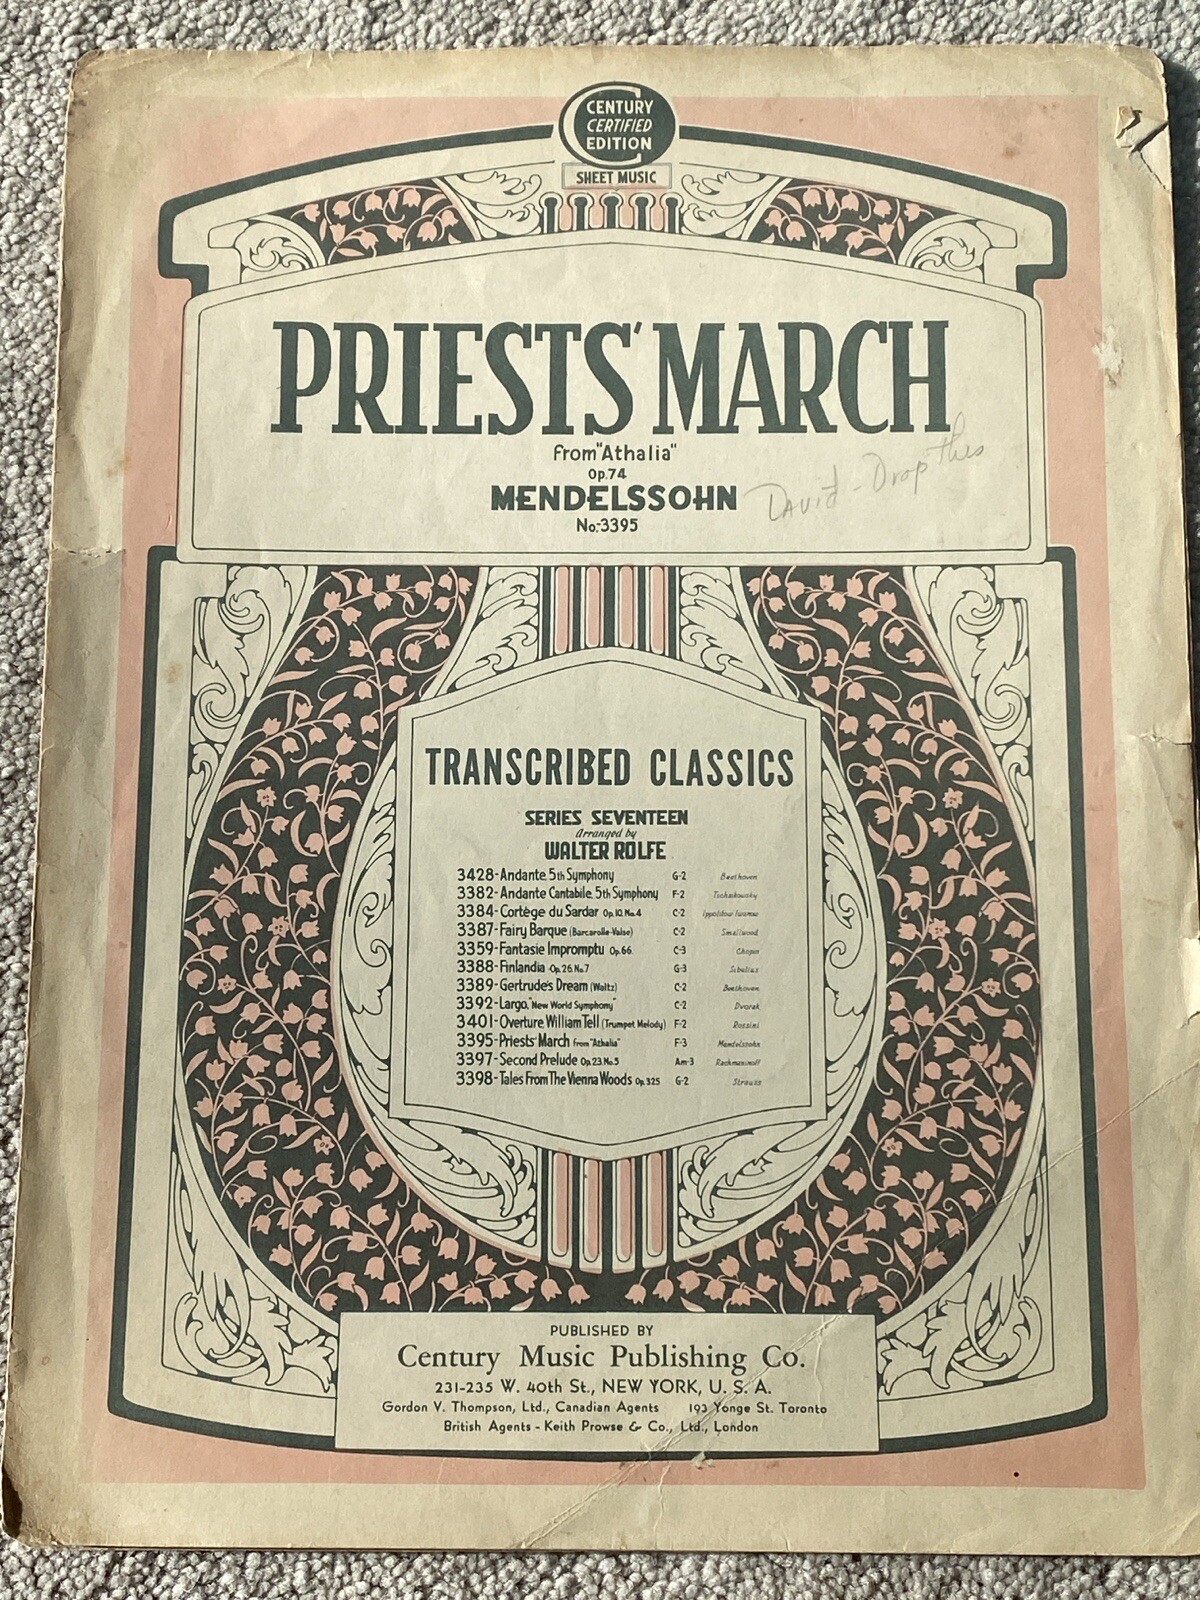 CENTURY
CERTIFIED
EDITION
SHEET MUSIC
PRIESTS' MARCH
From "Athalia"
Op. 74
MENDELSSOHN
No.-3395
DAVID - Drop this
TRANSCRIBED CLASSICS
SERIES SEVENTEEN
Arranged by
WALTER ROLFE
3428-Andante, 5th Symphony G-2 Beethoven
3382-Andante Cantabile, 5th Symphony F-2 Tschaikowsky
3384-Cortège du Sardar Op.10, No.4 C-2 Ippolitow Iwanow
3387-Fairy Barque (Barcarolle-Valse) C-2 Smallwood
3359-Fantasie Impromptu Op.66 C-3 Chopin
3388-Finlandia Op.26, No.7 G-3 Sibelius
3389-Gertrude's Dream (Waltz) C-2 Beethoven
3392-Largo, "New World Symphony" C-2 Dvorak
3401-Overture William Tell (Trumpet Melody) F-2 Rossini
3395-Priests' March from "Athalia" F-3 Mendelssohn
3397-Second Prelude Op.23, No.5 Am-3 Rachmaninoff
3398-Tales From The Vienna Woods Op.325 G-2 Strauss
PUBLISHED BY
Century Music Publishing Co.
231-235 W. 40th St., NEW YORK, U. S. A.
Gordon V. Thompson, Ltd., Canadian Agents 193 Yonge St. Toronto
British Agents - Keith Prowse & Co., Ltd., London